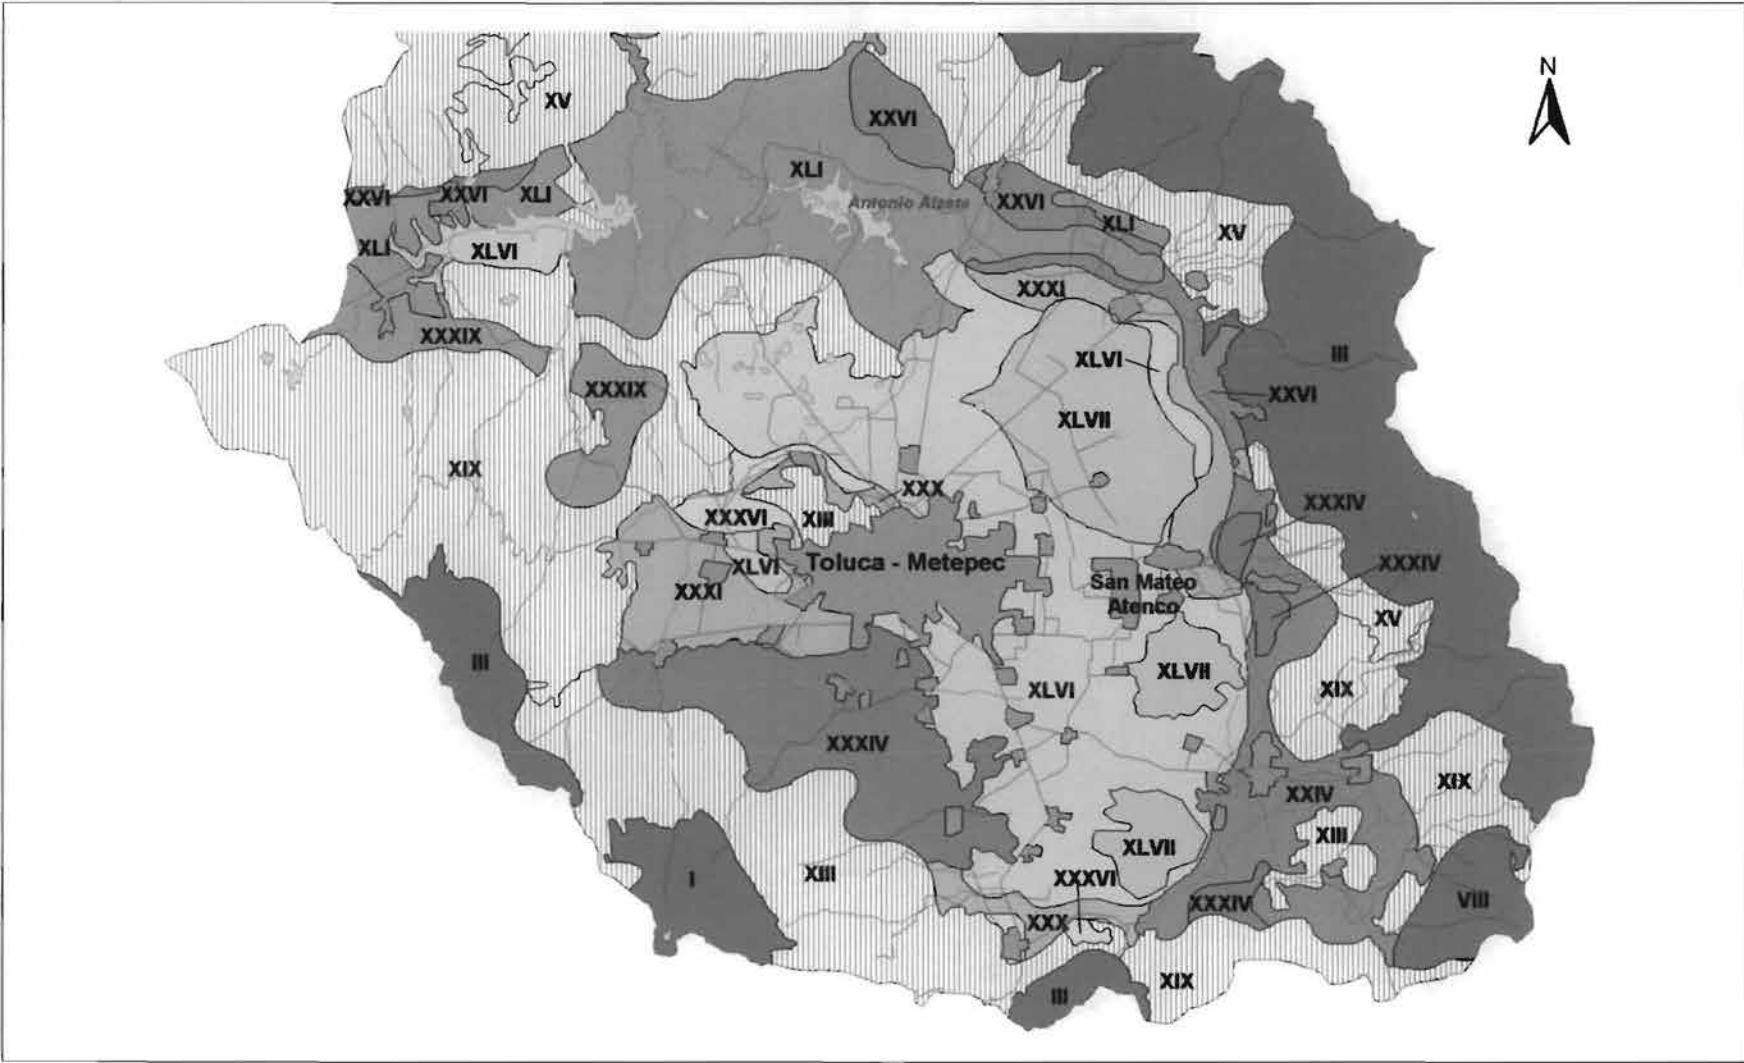 N
XV
XXVI
XLI
Antonio Alzate
XXVI
XXVI
XLI
XXVI
XLI
XV
XLI
XLVI
XXXI
XXXIX
III
XLVI
XXXIX
XXVI
XLVII
XIX
XXX
XXXIV
XXXVI
XIII
XLVI
Toluca - Metepec
XXXIV
San Mateo
Atenco
XXXI
XV
III
XLVII
XLVI
XIX
XXXIV
XIX
XXIV
XIII
XLVII
XIII
I
XXXVI
VIII
XXXIV
XXX
XIX
III